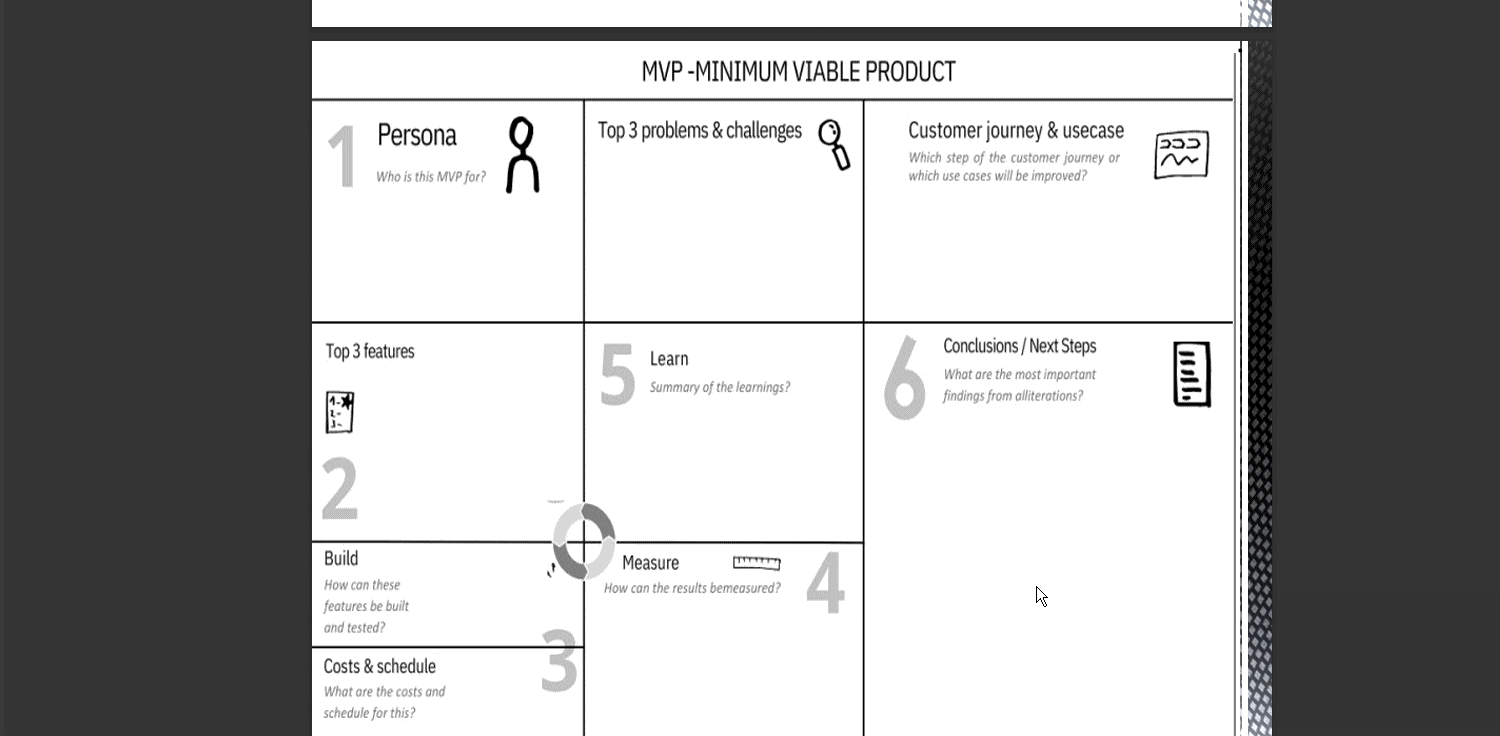 MVP -MINIMUM VIABLE PRODUCT
1
Persona
Who is this MVP for?
Top 3 problems & challenges
Customer journey & usecase
Which step of the customer journey or
which use cases will be improved?
Top 3 features
1-
2-
3-
2
5
Learn
Summary of the learnings?
6
Conclusions / Next Steps
What are the most important
findings from alliterations?
Build
How can these
features be built
and tested?
3
Costs & schedule
What are the costs and
schedule for this?
Measure
How can the results bemeasured?
4